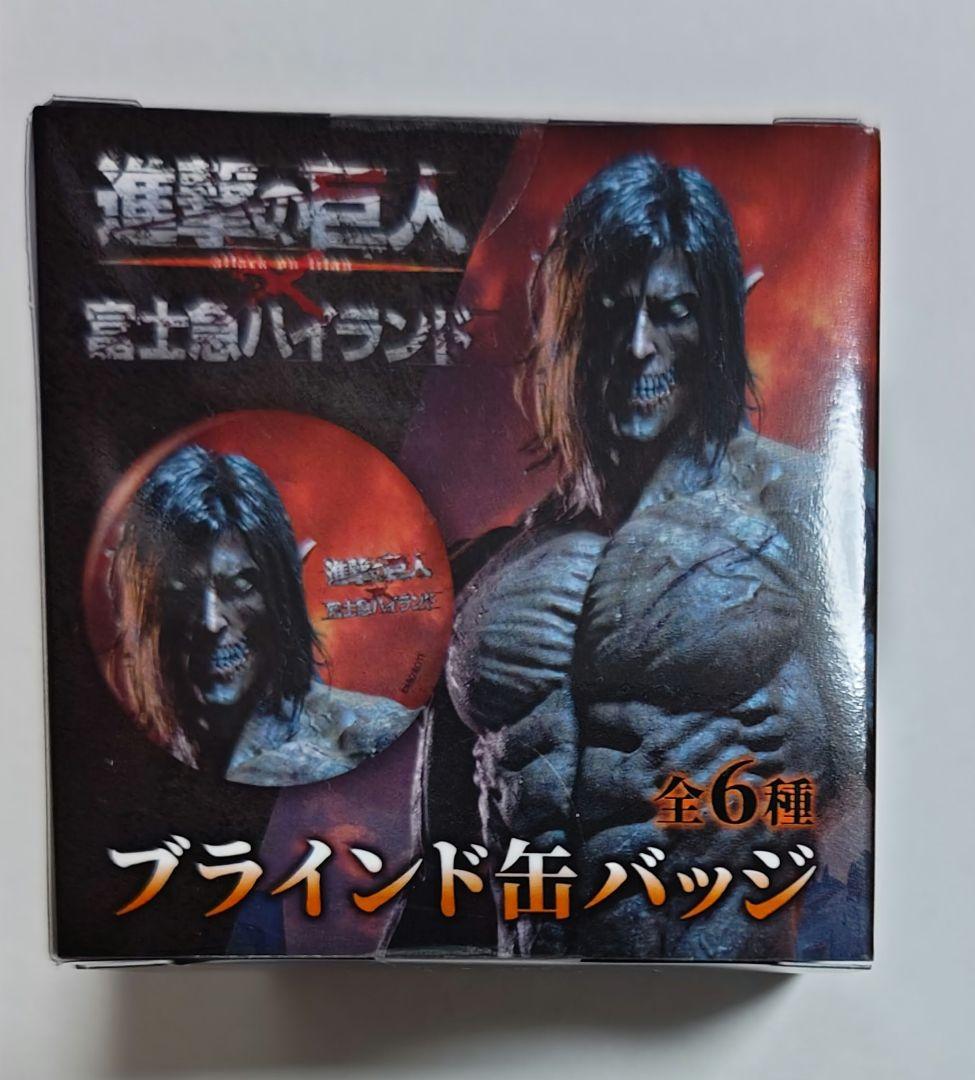 進撃の巨人
attack on titan
×
富士急ハイランド
進撃の巨人
×
富士急ハイランド
全6種
ブラインド缶バッジ